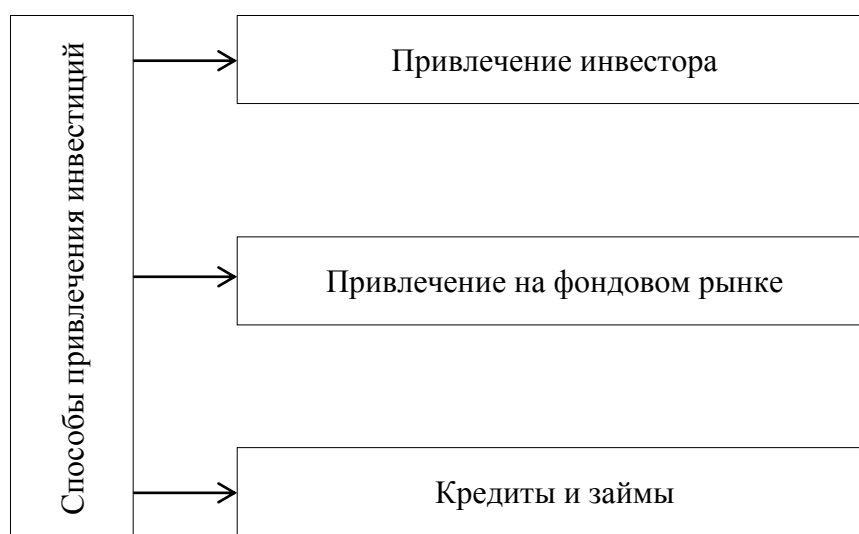 Способы привлечения инвестиций
Привлечение инвестора
Привлечение на фондовом рынке
Кредиты и займы